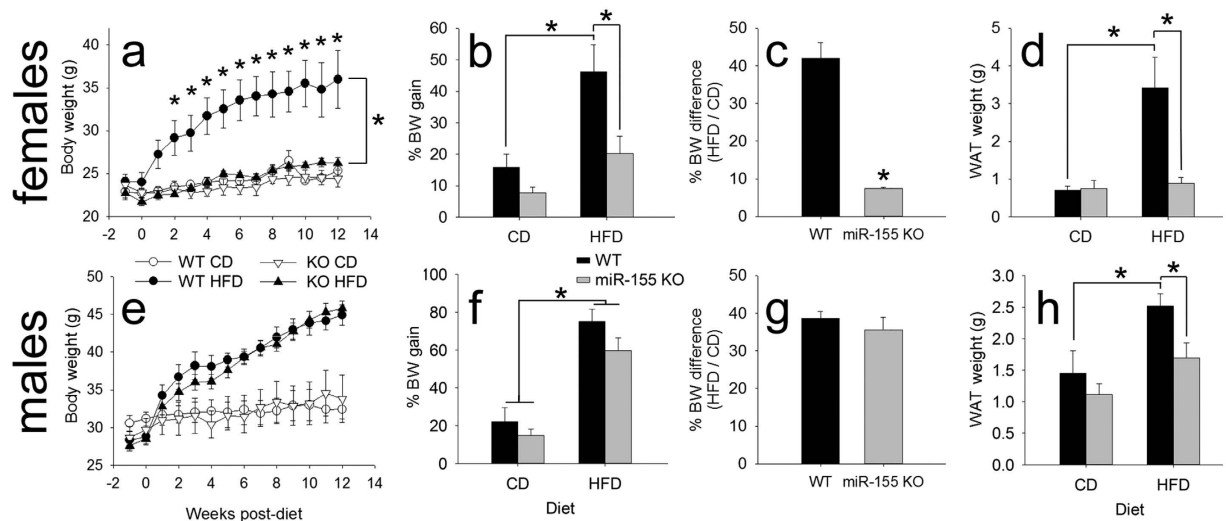 females
a
Body weight (g)
40
35
30
25
20
* * * * * * * * * * *
*
-2 0 2 4 6 8 10 12 14
b
% BW gain
60
50
40
30
20
10
0
*
*
CD HFD
c
% BW difference
(HFD / CD)
50
40
30
20
10
0
*
WT miR-155 KO
d
WAT weight (g)
5
4
3
2
1
0
*
*
CD HFD
WT CD KO CD
WT HFD KO HFD
WT
miR-155 KO
males
e
Body weight (g)
45
40
35
30
25
-2 0 2 4 6 8 10 12 14
Weeks post-diet
f
% BW gain
100
80
60
40
20
0
*
CD HFD
Diet
g
% BW difference
(HFD / CD)
50
40
30
20
10
0
WT miR-155 KO
h
WAT weight (g)
3.0
2.5
2.0
1.5
1.0
0.5
0.0
*
*
CD HFD
Diet